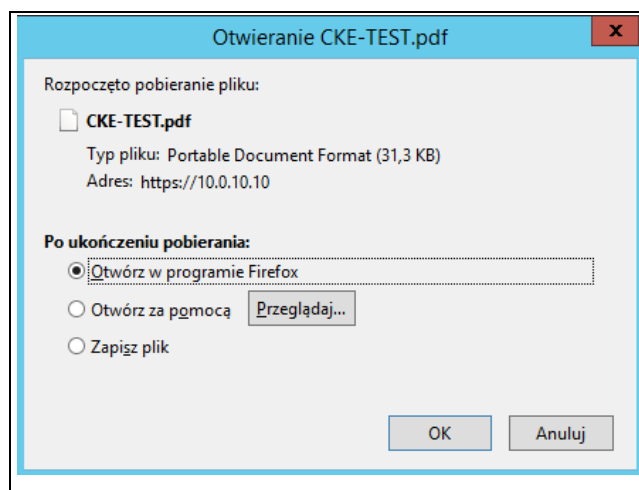 Otwieranie CKE-TEST.pdf
x
Rozpoczęto pobieranie pliku:
CKE-TEST.pdf
Typ pliku: Portable Document Format (31,3 KB)
Adres: https://10.0.10.10
Po ukończeniu pobierania:
Otwórz w programie Firefox
Otwórz za pomocą Przeglądaj...
Zapisz plik
OK Anuluj